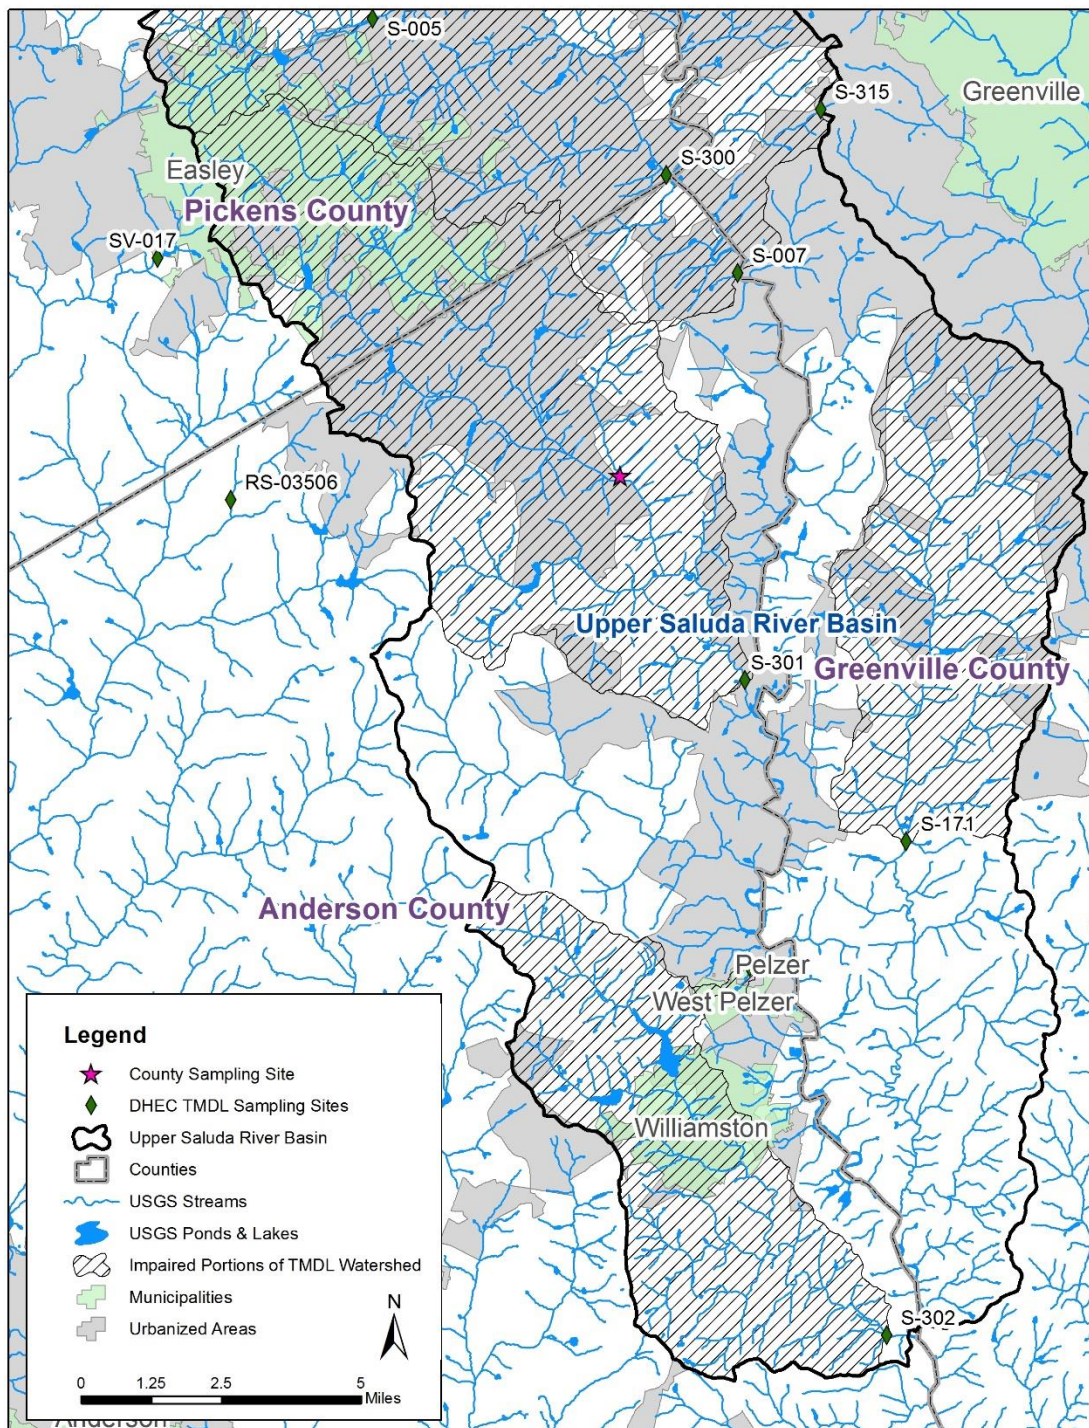 S-005
S-315
Greenville
S-300
Easley
Pickens County
SV-017
S-007
RS-03506
Upper Saluda River Basin
S-301
Greenville County
S-171
Anderson County
Pelzer
West Pelzer
Williamston
S-302
Legend
County Sampling Site
DHEC TMDL Sampling Sites
Upper Saluda River Basin
Counties
USGS Streams
USGS Ponds & Lakes
Impaired Portions of TMDL Watershed
Municipalities
Urbanized Areas
N
0 1.25 2.5 5
Miles
Anderson